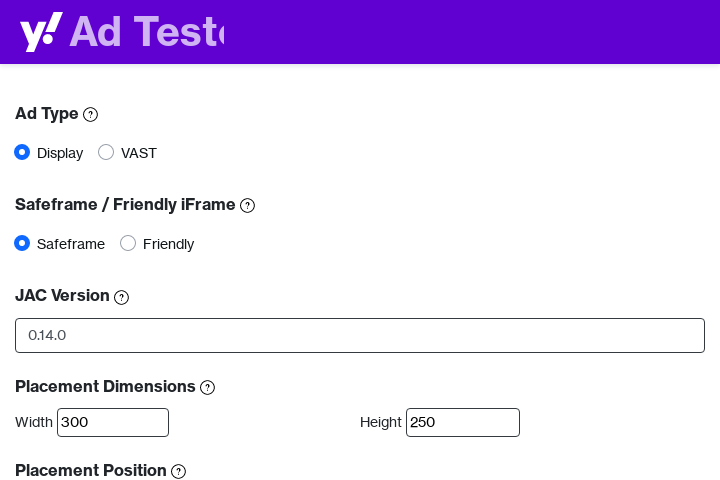 y! Ad Teste
Ad Type ?
Display VAST
Safeframe / Friendly iFrame ?
Safeframe Friendly
JAC Version ?
0.14.0
Placement Dimensions ?
Width 300 Height 250
Placement Position ?